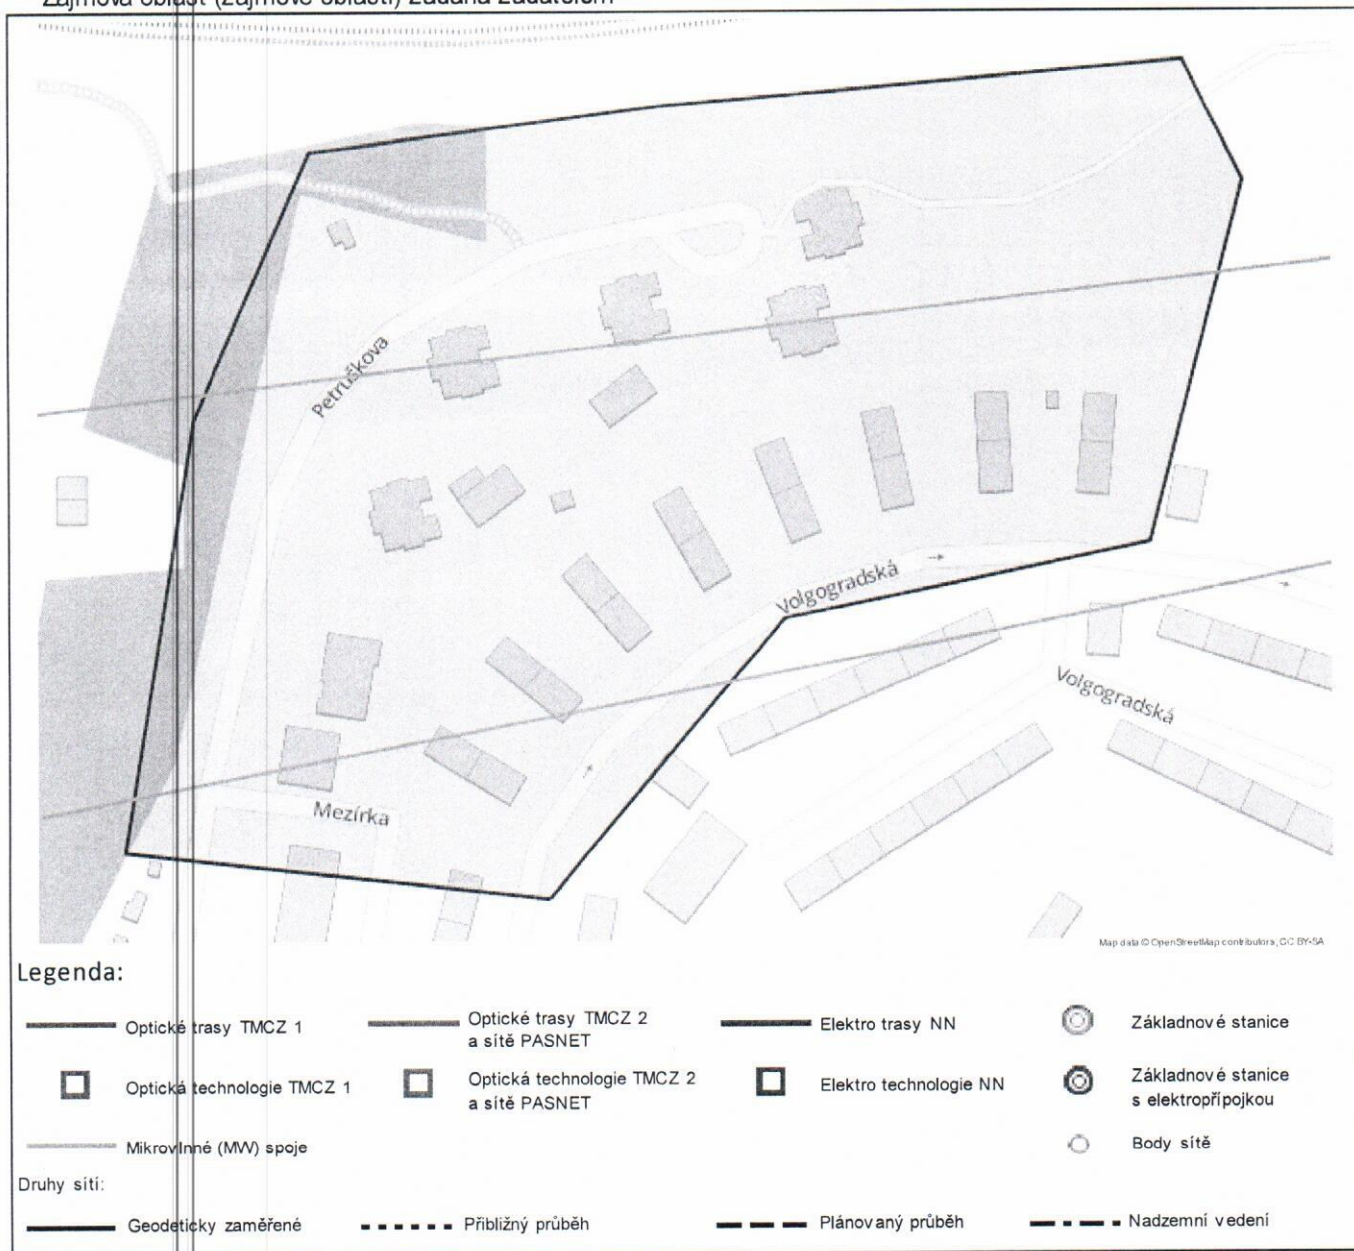 Zájmová oblast (zájmové oblasti) zadaná žadatelem
Petruškova
Volgogradská
Volgogradská
Mezírka
Map data © OpenStreetMap contributors, CC BY-SA
Legenda:
Optické trasy TMCZ 1
Optické trasy TMCZ 2
a sítě PASNET
Elektro trasy NN
Základnové stanice
Optická technologie TMCZ 1
Optická technologie TMCZ 2
a sítě PASNET
Elektro technologie NN
Základnové stanice
s elektropřípojkou
Mikrovlnné (MW) spoje
Body sítě
Druhy sítí:
Geodeticky zaměřené
Přibližný průběh
Plánovaný průběh
Nadzemní vedení